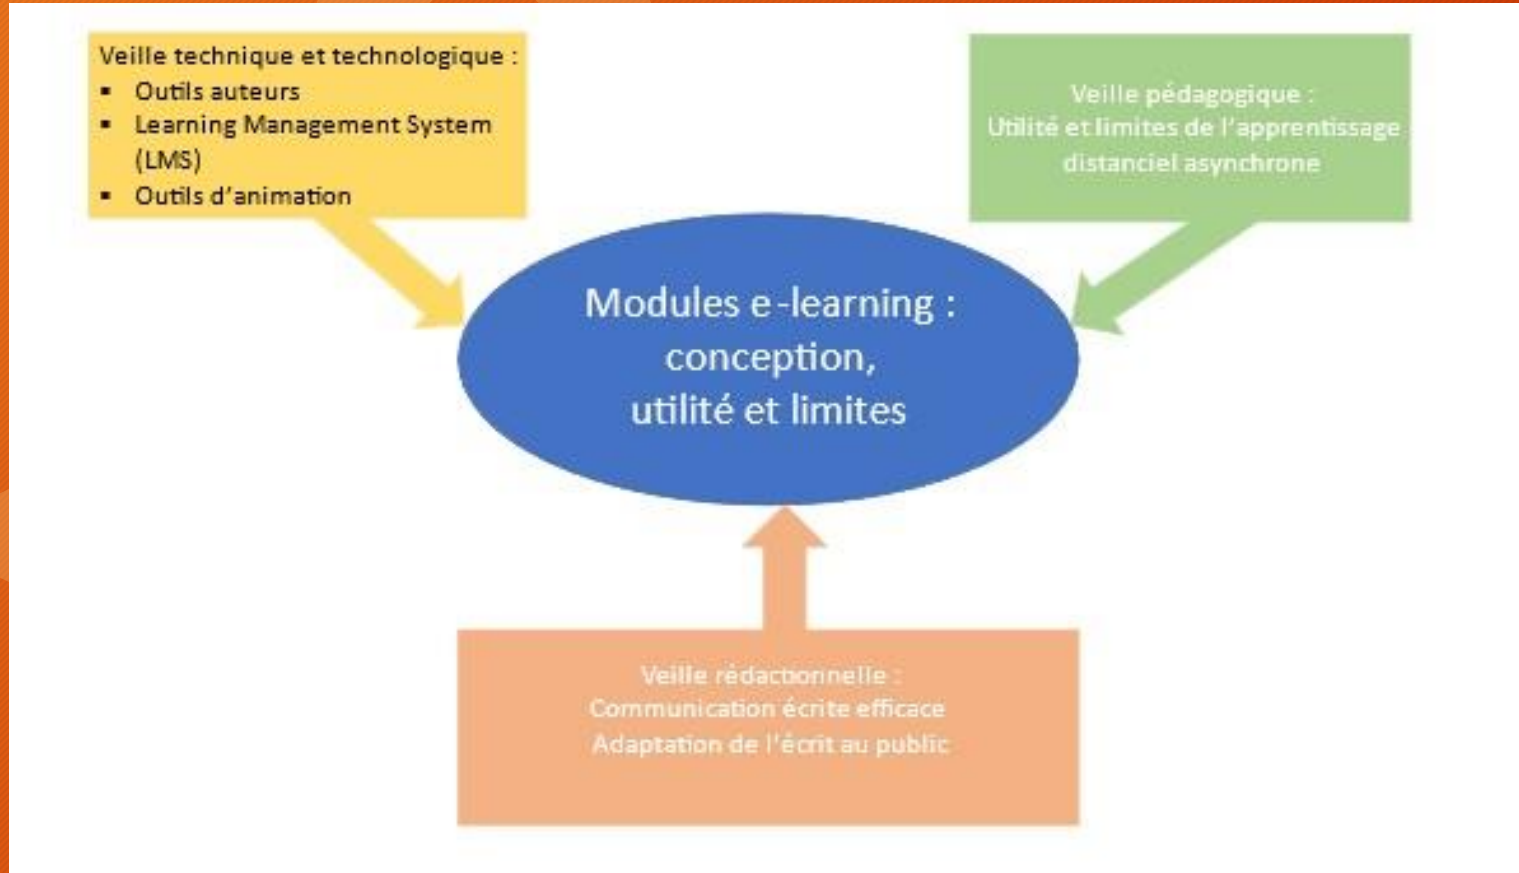 Veille technique et technologique :
▪ Outils auteurs
▪ Learning Management System
(LMS)
▪ Outils d'animation
Veille pédagogique :
Utilité et limites de l'apprentissage
distanciel asynchrone
Modules e-learning :
conception,
utilité et limites
Veille rédactionnelle :
Communication écrite efficace
Adaptation de l'écrit au public